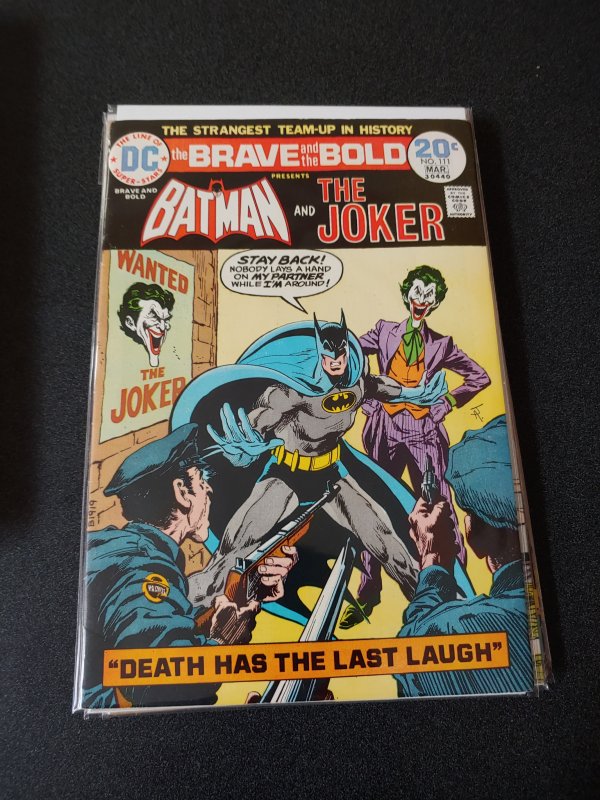 THE STRANGEST TEAM-UP IN HISTORY
THE LINE OF
DC
SUPER-STARS
the BRAVE and the BOLD
20¢
NO. 111
MAR.
30440
BRAVE AND
BOLD
PRESENTS
BATMAN AND THE JOKER
APPROVED
BY THE
COMICS
CODE
AUTHORITY
STAY BACK!
NOBODY LAYS A HAND
ON MY PARTNER
WHILE I'M AROUND!
WANTED
THE
JOKER
"DEATH HAS THE LAST LAUGH"